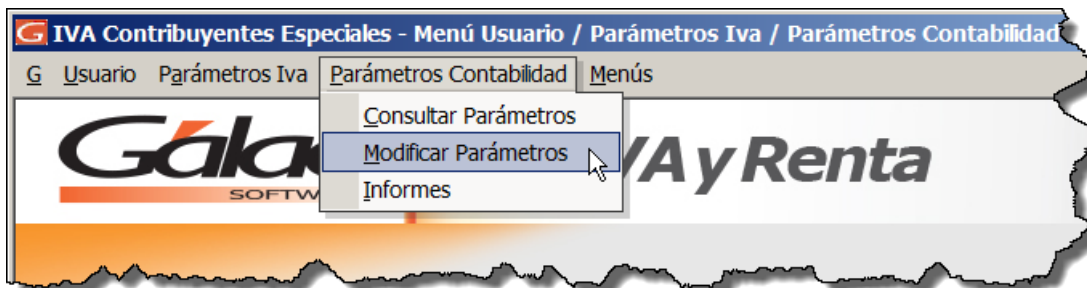 G IVA Contribuyentes Especiales - Menú Usuario / Parámetros Iva / Parámetros Contabilidad
G Usuario Parámetros Iva Parámetros Contabilidad Menús
Consultar Parámetros
Modificar Parámetros
Informes
y Renta